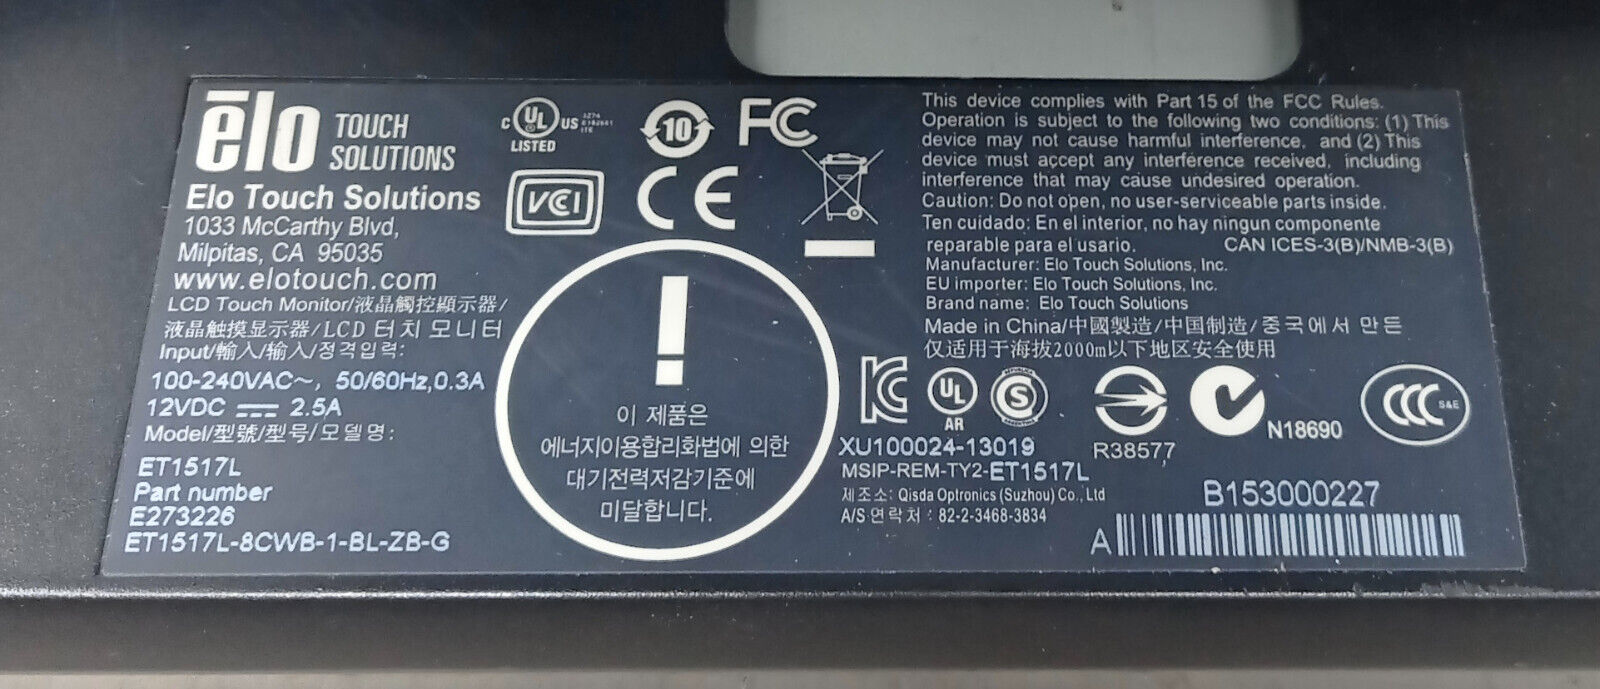 ēlo TOUCH
SOLUTIONS
Elo Touch Solutions
1033 McCarthy Blvd,
Milpitas, CA 95035
www.elotouch.com
LCD Touch Monitor/液晶觸控顯示器/
液晶触摸显示器/LCD 터치 모니터
Input/輸入/输入/정격입력:
100-240VAC~, 50/60Hz,0.3A
12VDC ⎓ 2.5A
Model/型號/型号/모델명:
ET1517L
Part number
E273226
ET1517L-8CWB-1-BL-ZB-G
C UL US
LISTED
10
FC
VCI
CE
!
이 제품은
에너지이용합리화법에 의한
대기전력저감기준에
미달합니다.
This device complies with Part 15 of the FCC Rules.
Operation is subject to the following two conditions: (1) This
device may not cause harmful interference, and (2) This
device must accept any interference received, including
interference that may cause undesired operation.
Caution: Do not open, no user-serviceable parts inside.
Ten cuidado: En el interior, no hay ningun componente
reparable para el usario. CAN ICES-3(B)/NMB-3(B)
Manufacturer: Elo Touch Solutions, Inc.
EU importer: Elo Touch Solutions, Inc.
Brand name: Elo Touch Solutions
Made in China/中國製造/中国制造/중국에서 만든
仅适用于海拔2000m以下地区安全使用
KC
UL
AR
S
CCC S&E
XU100024-13019
R38577
N18690
MSIP-REM-TY2-ET1517L
제조소: Qisda Optronics (Suzhou) Co., Ltd
A/S 연락처 : 82-2-3468-3834
B153000227
A